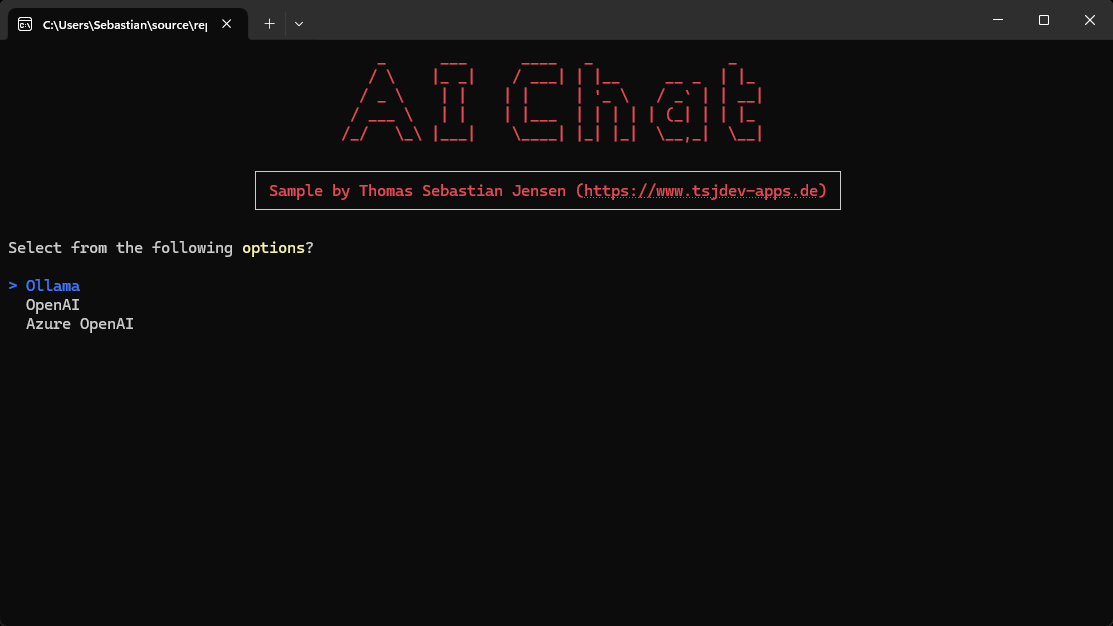 C:\Users\Sebastian\source\rep
AI Chat
Sample by Thomas Sebastian Jensen (https://www.tsjdev-apps.de)
Select from the following options?
> Ollama
OpenAI
Azure OpenAI